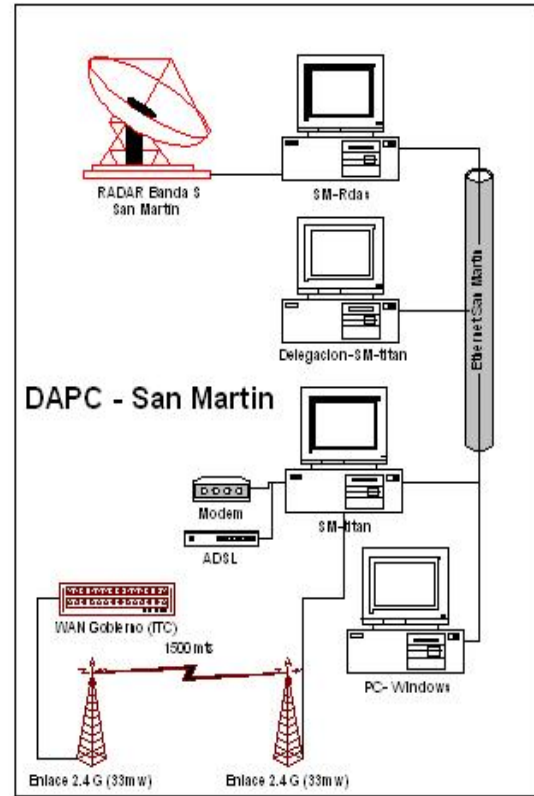 RADAR Banda S
San Martín
SM-Rdas
Ethernet San Martin
Delegacion-SM-titan
DAPC - San Martin
Modem
SM-titan
ADSL
WAN Gobierno (ITC)
1500 mts
PC- Windows
Enlace 2.4 G (33mw)
Enlace 2.4 G (33mw)